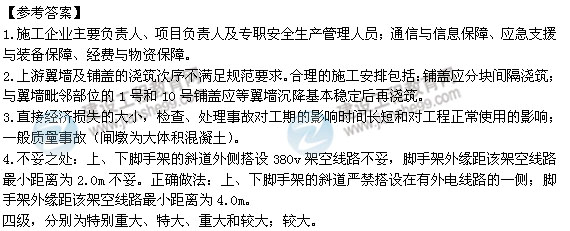 【参考答案】
1.施工企业主要负责人、项目负责人及专职安全生产管理人员；通信与信息保障、应急支援
与装备保障、经费与物资保障。
2.上游翼墙及铺盖的浇筑次序不满足规范要求。合理的施工安排包括：铺盖应分块间隔浇筑；
与翼墙毗邻部位的 1 号和 10 号铺盖应等翼墙沉降基本稳定后再浇筑。
3.直接经济损失的大小，检查、处理事故对工期的影响时间长短和对工程正常使用的影响；
一般质量事故（闸墩为大体积混凝土）。
4.不妥之处：上、下脚手架的斜道外侧搭设 380v 架空线路不妥，脚手架外缘距该架空线路
最小距离为 2.0m 不妥。正确做法：上、下脚手架的斜道严禁搭设在有外电线路的一侧；脚
手架外缘距该架空线路最小距离为 4.0m。
四级，分别为特别重大、特大、重大和较大；较大。